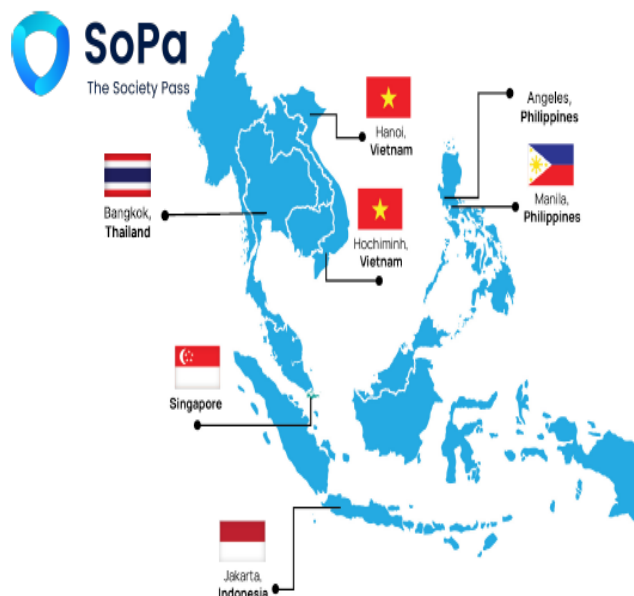 SoPa
The Society Pass
Hanoi,
Vietnam
Angeles,
Philippines
Bangkok,
Thailand
Hochiminh,
Vietnam
Manila,
Philippines
Singapore
Jakarta,
Indonesia